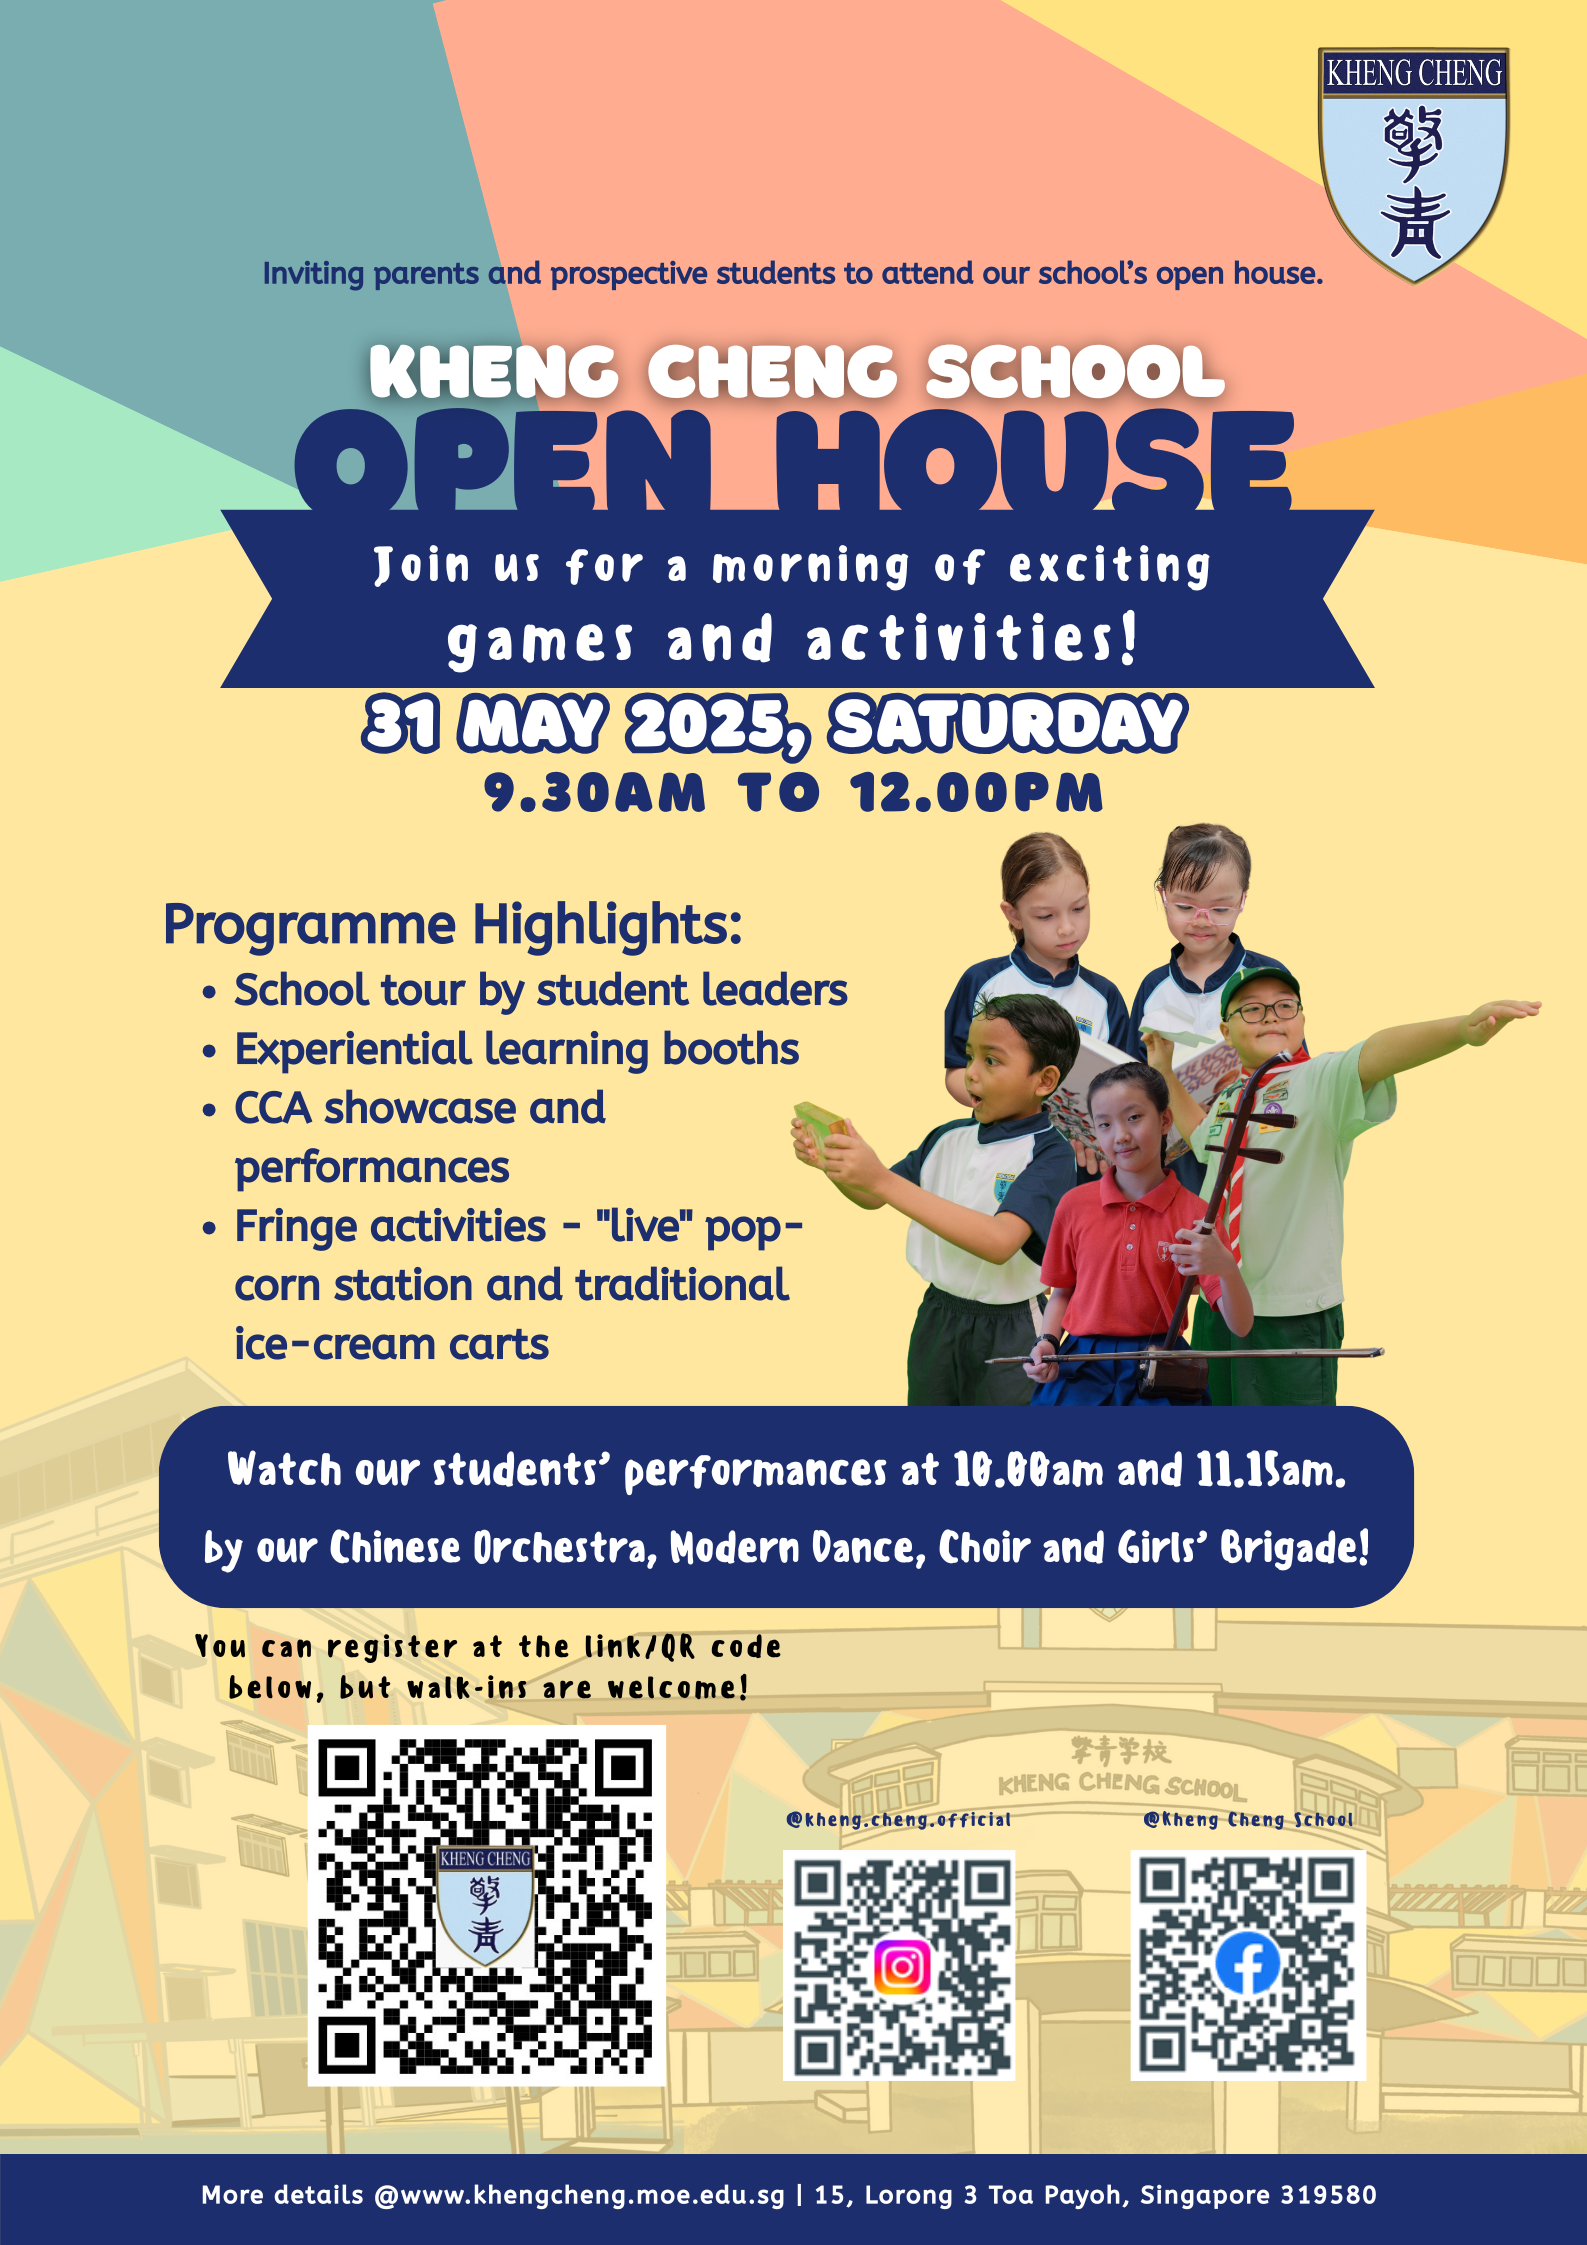 KHENG CHENG
擎青
Inviting parents and prospective students to attend our school's open house.
KHENG CHENG SCHOOL
OPEN HOUSE
Join us for a morning of exciting
games and activities!
31 MAY 2025, SATURDAY
9.30AM TO 12.00PM
Programme Highlights:
• School tour by student leaders
• Experiential learning booths
• CCA showcase and
performances
• Fringe activities - "live" pop-
corn station and traditional
ice-cream carts
Watch our students' performances at 10.00am and 11.15am.
by our Chinese Orchestra, Modern Dance, Choir and Girls' Brigade!
You can register at the link/QR code
below, but walk-ins are welcome!
擎青学校
KHENG CHENG SCHOOL
@kheng.cheng.official
@Kheng Cheng School
KHENG CHENG
擎青
More details @www.khengcheng.moe.edu.sg | 15, Lorong 3 Toa Payoh, Singapore 319580